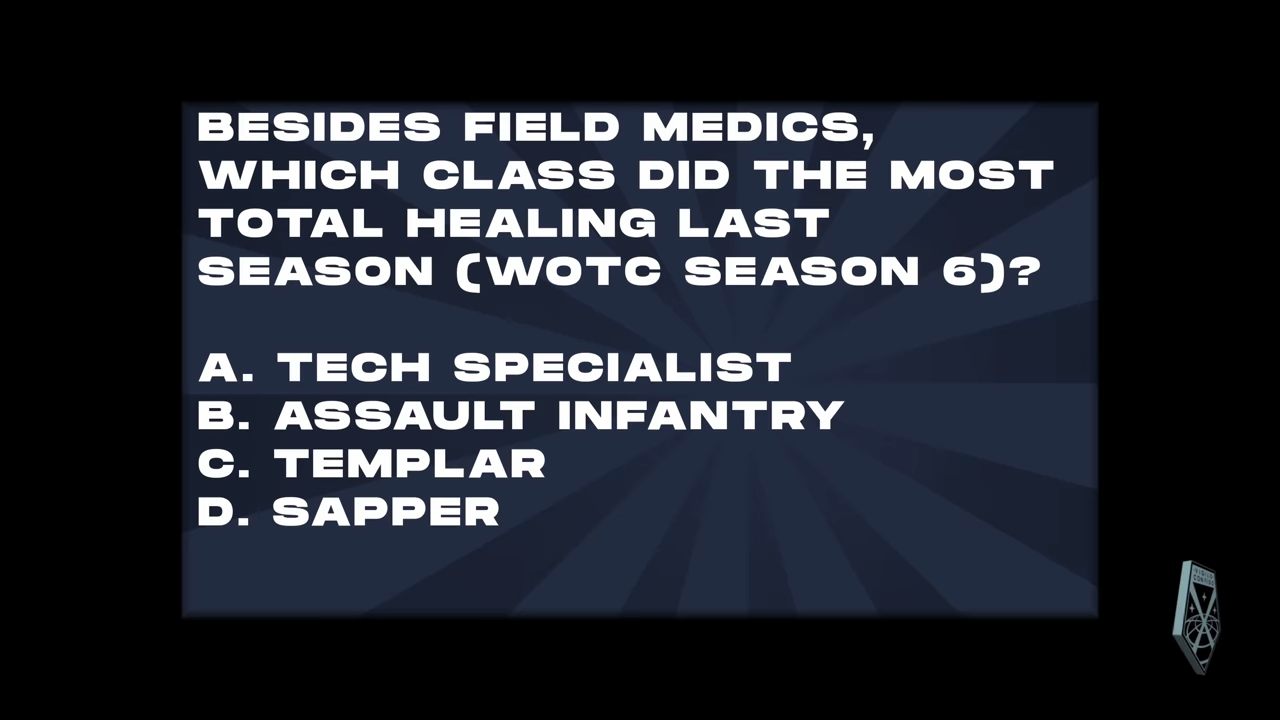 BESIDES FIELD MEDICS,
WHICH CLASS DID THE MOST
TOTAL HEALING LAST
SEASON (WOTC SEASON 6)?
A. TECH SPECIALIST
B. ASSAULT INFANTRY
C. TEMPLAR
D. SAPPER